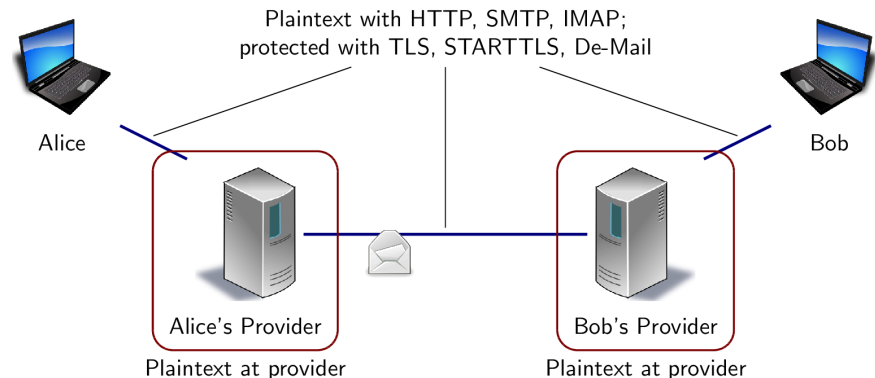 Plaintext with HTTP, SMTP, IMAP;
protected with TLS, STARTTLS, De-Mail
Alice
Bob
Alice's Provider
Bob's Provider
Plaintext at provider
Plaintext at provider